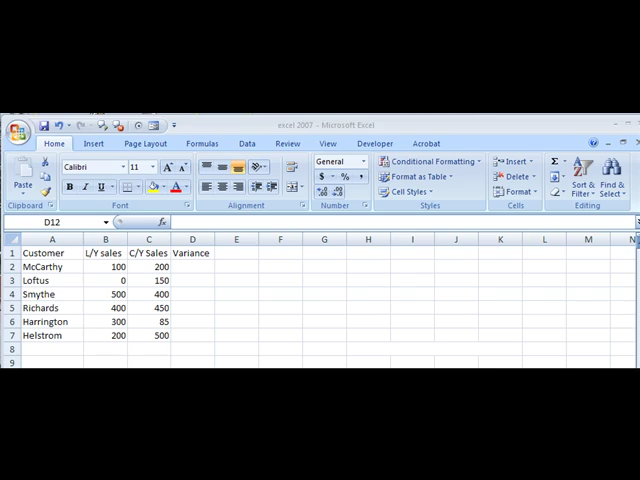 excel 2007 - Microsoft Excel
Home Insert Page Layout Formulas Data Review View Developer Acrobat
Calibri 11 General Conditional Formatting Insert Σ
Paste B I U A $ % , Format as Table Delete Sort & Filter Find & Select
Cell Styles Format
Clipboard Font Alignment Number Styles Cells Editing
D12 fx
A B C D E F G H I J K L M N
1 Customer L/Y sales C/Y Sales Variance
2 McCarthy 100 200
3 Loftus 0 150
4 Smythe 500 400
5 Richards 400 450
6 Harrington 300 85
7 Helstrom 200 500
8
9